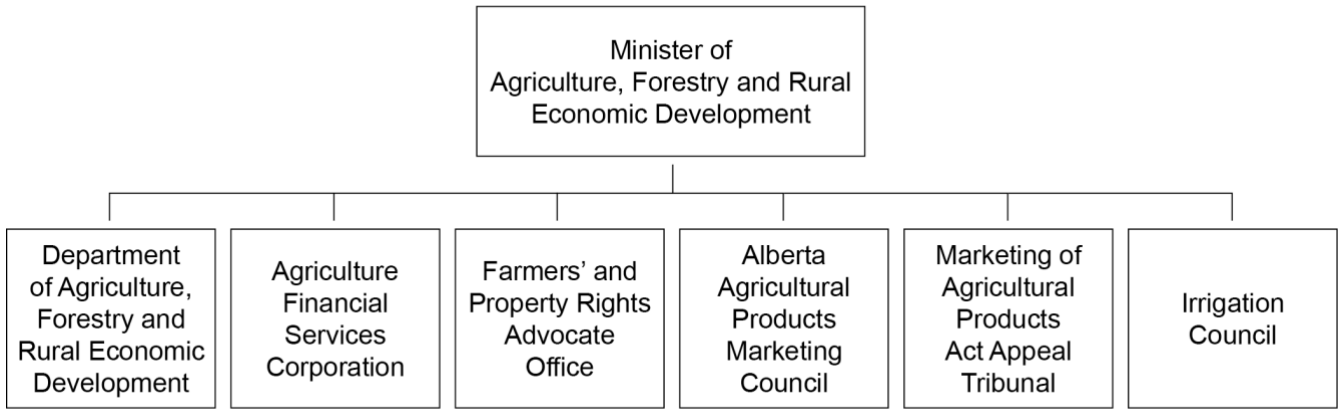 Minister of
Agriculture, Forestry and Rural
Economic Development
Department
of Agriculture,
Forestry and
Rural Economic
Development
Agriculture
Financial
Services
Corporation
Farmers’ and
Property Rights
Advocate
Office
Alberta
Agricultural
Products
Marketing
Council
Marketing of
Agricultural
Products
Act Appeal
Tribunal
Irrigation
Council